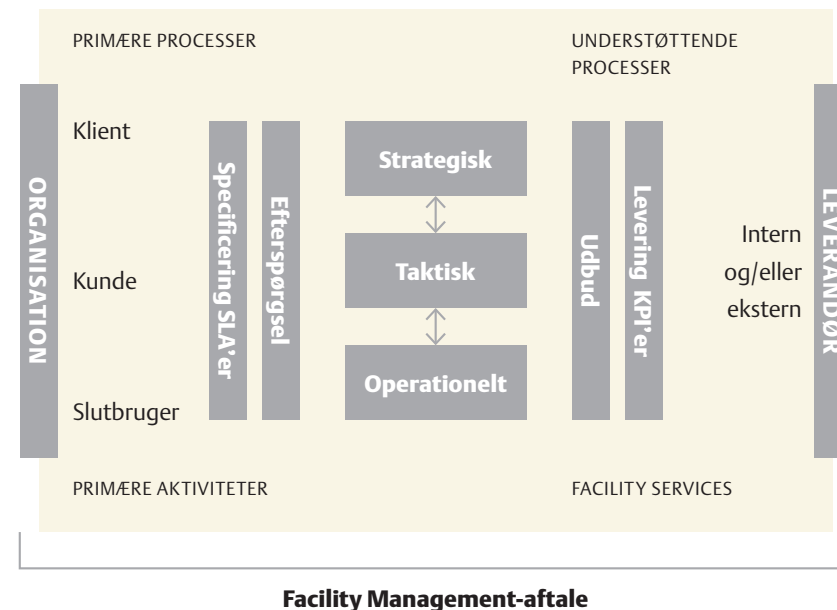 PRIMÆRE PROCESSER
UNDERSTØTTENDE
PROCESSER
ORGANISATION
Klient
Kunde
Slutbruger
Specificering SLA'er
Efterspørgsel
Strategisk
Taktisk
Operationelt
Udbud
Levering KPI'er
Intern
og/eller
ekstern
LEVERANDØR
PRIMÆRE AKTIVITETER
FACILITY SERVICES
Facility Management-aftale